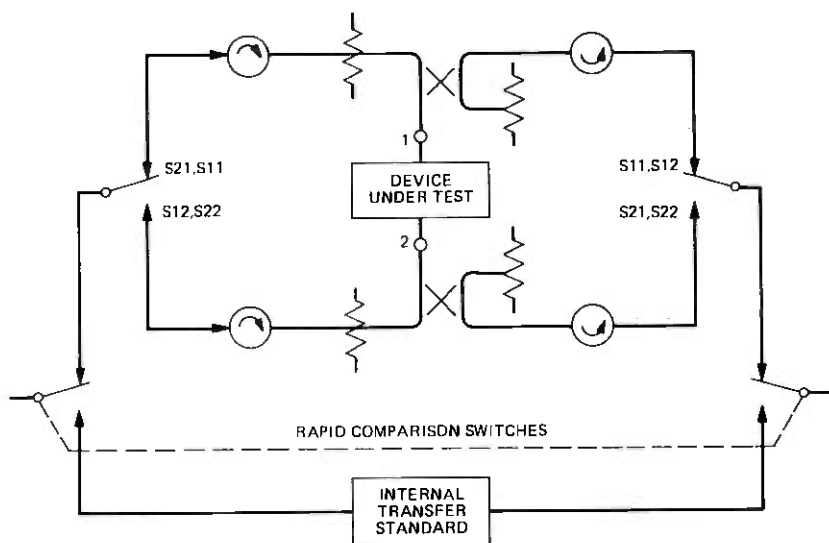 1
S21,S11
S11,S12
DEVICE
UNDER TEST
S12,S22
S21,S22
2
RAPID COMPARISON SWITCHES
INTERNAL
TRANSFER
STANDARD